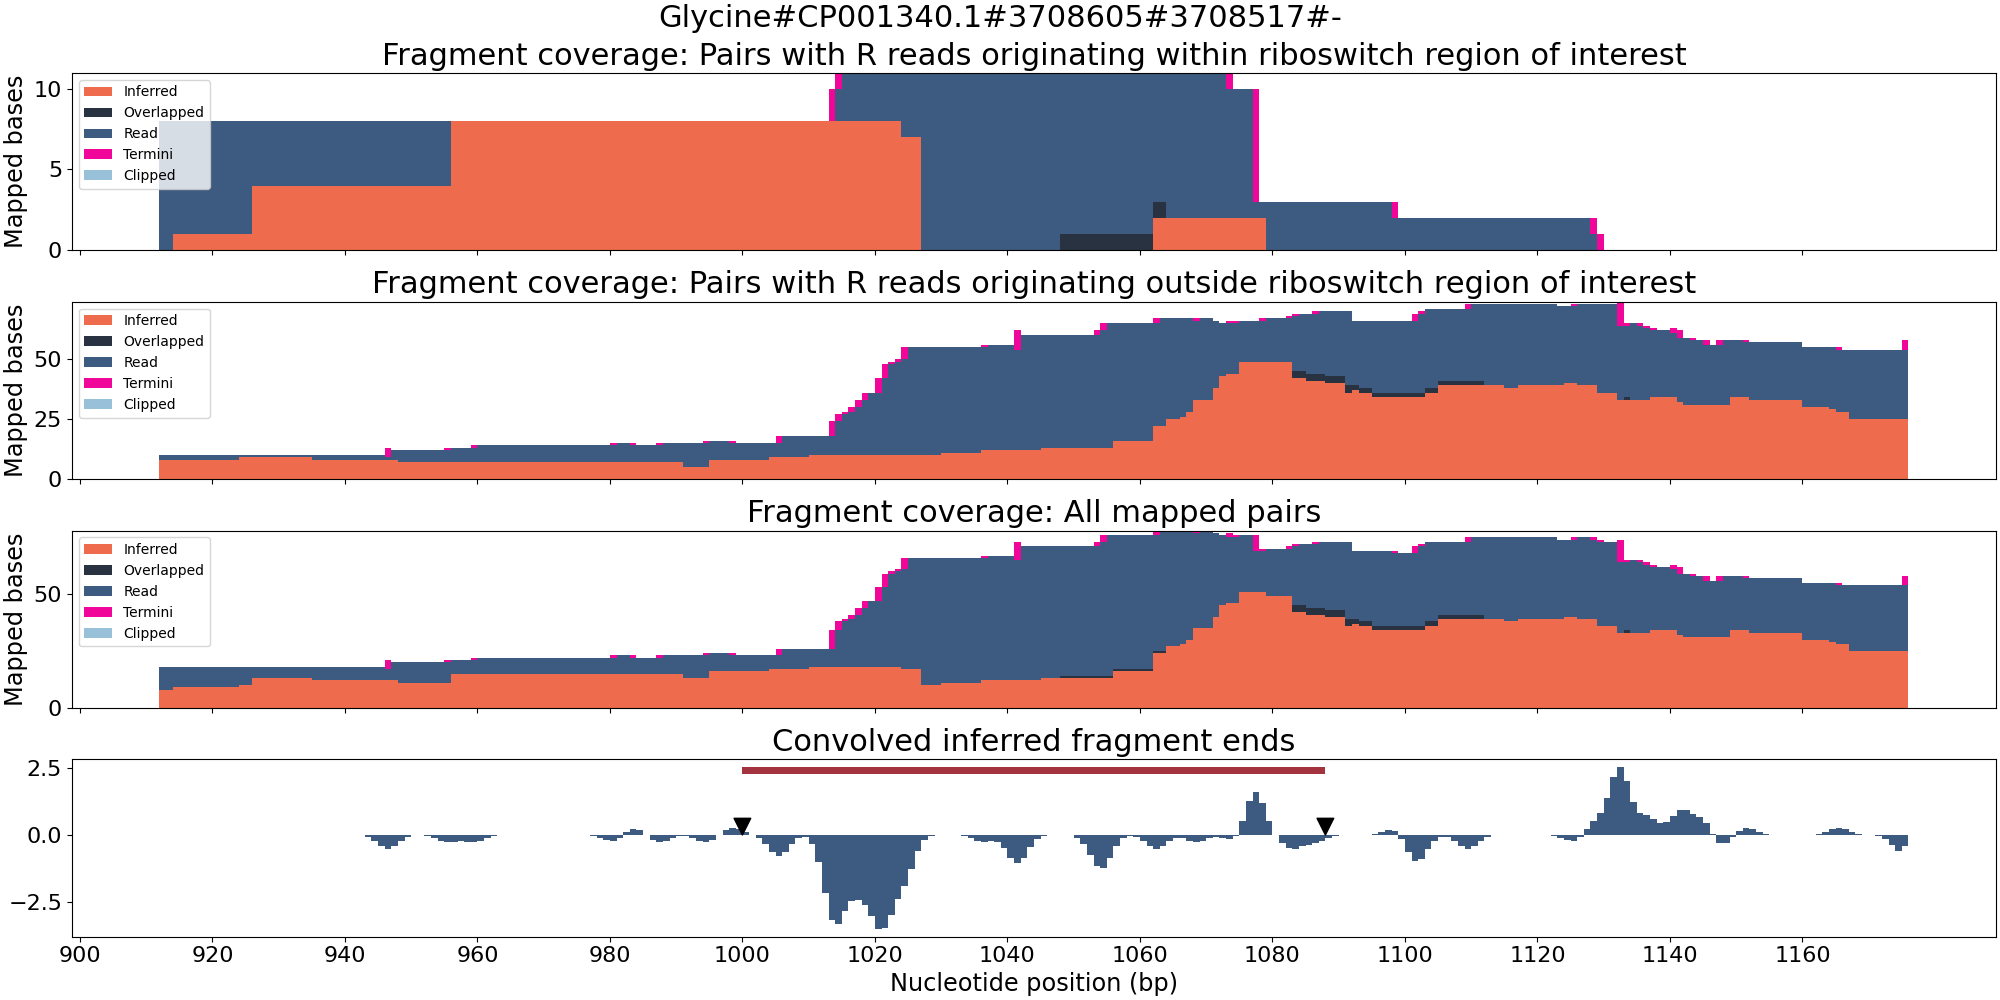 Glycine#CP001340.1#3708605#3708517#-
Fragment coverage: Pairs with R reads originating within riboswitch region of interest
Mapped bases
10
5
0
Inferred
Overlapped
Read
Termini
Clipped
Fragment coverage: Pairs with R reads originating outside riboswitch region of interest
Mapped bases
50
25
0
Inferred
Overlapped
Read
Termini
Clipped
Fragment coverage: All mapped pairs
Mapped bases
50
0
Inferred
Overlapped
Read
Termini
Clipped
Convolved inferred fragment ends
2.5
0.0
−2.5
900 920 940 960 980 1000 1020 1040 1060 1080 1100 1120 1140 1160
Nucleotide position (bp)